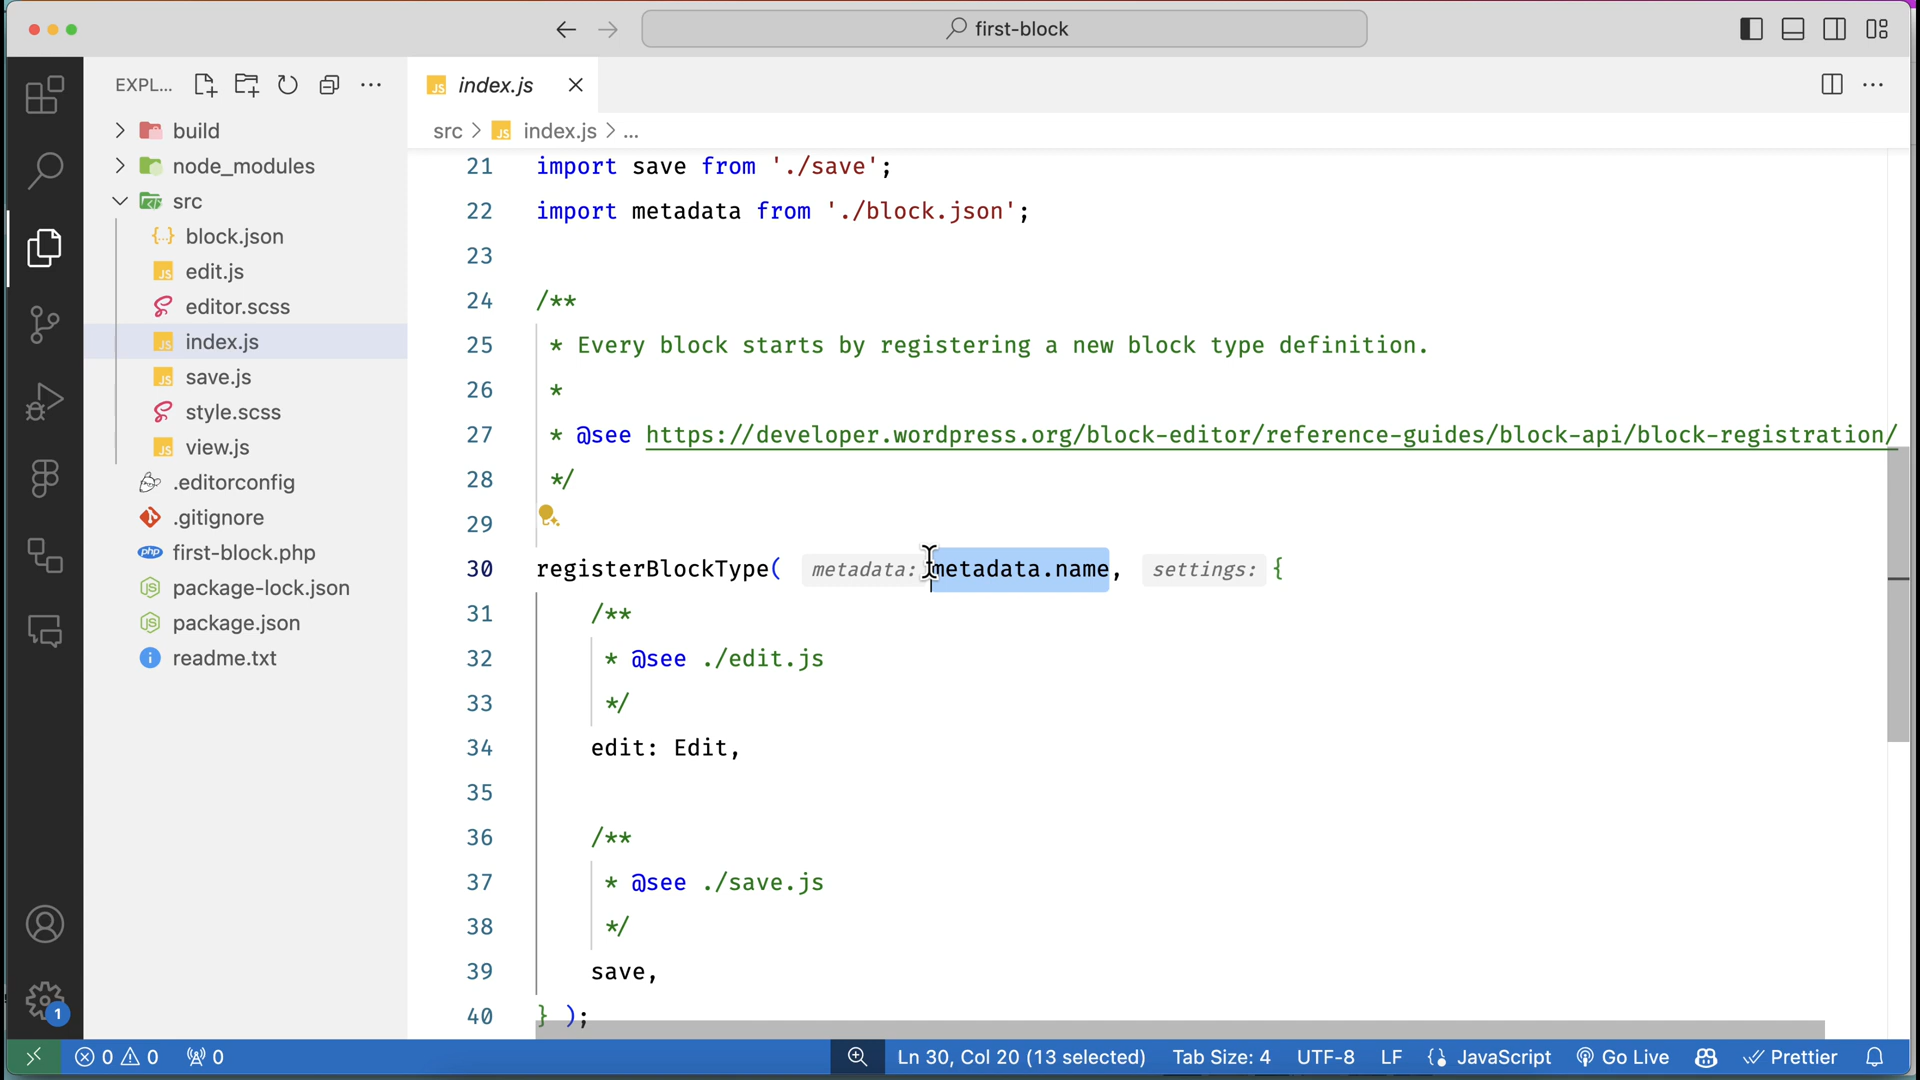 first-block
EXPL...
index.js
src > index.js > ...
build
node_modules
src
block.json
edit.js
editor.scss
index.js
save.js
style.scss
view.js
.editorconfig
.gitignore
first-block.php
package-lock.json
package.json
readme.txt
21 import save from './save';
22 import metadata from './block.json';
23
24 /**
25 * Every block starts by registering a new block type definition.
26 *
27 * @see https://developer.wordpress.org/block-editor/reference-guides/block-api/block-registration/
28 */
29
30 registerBlockType( metadata: metadata.name, settings: {
31 /**
32 * @see ./edit.js
33 */
34 edit: Edit,
35
36 /**
37 * @see ./save.js
38 */
39 save,
40 } );
1
0 0 0 Ln 30, Col 20 (13 selected) Tab Size: 4 UTF-8 LF JavaScript Go Live Prettier